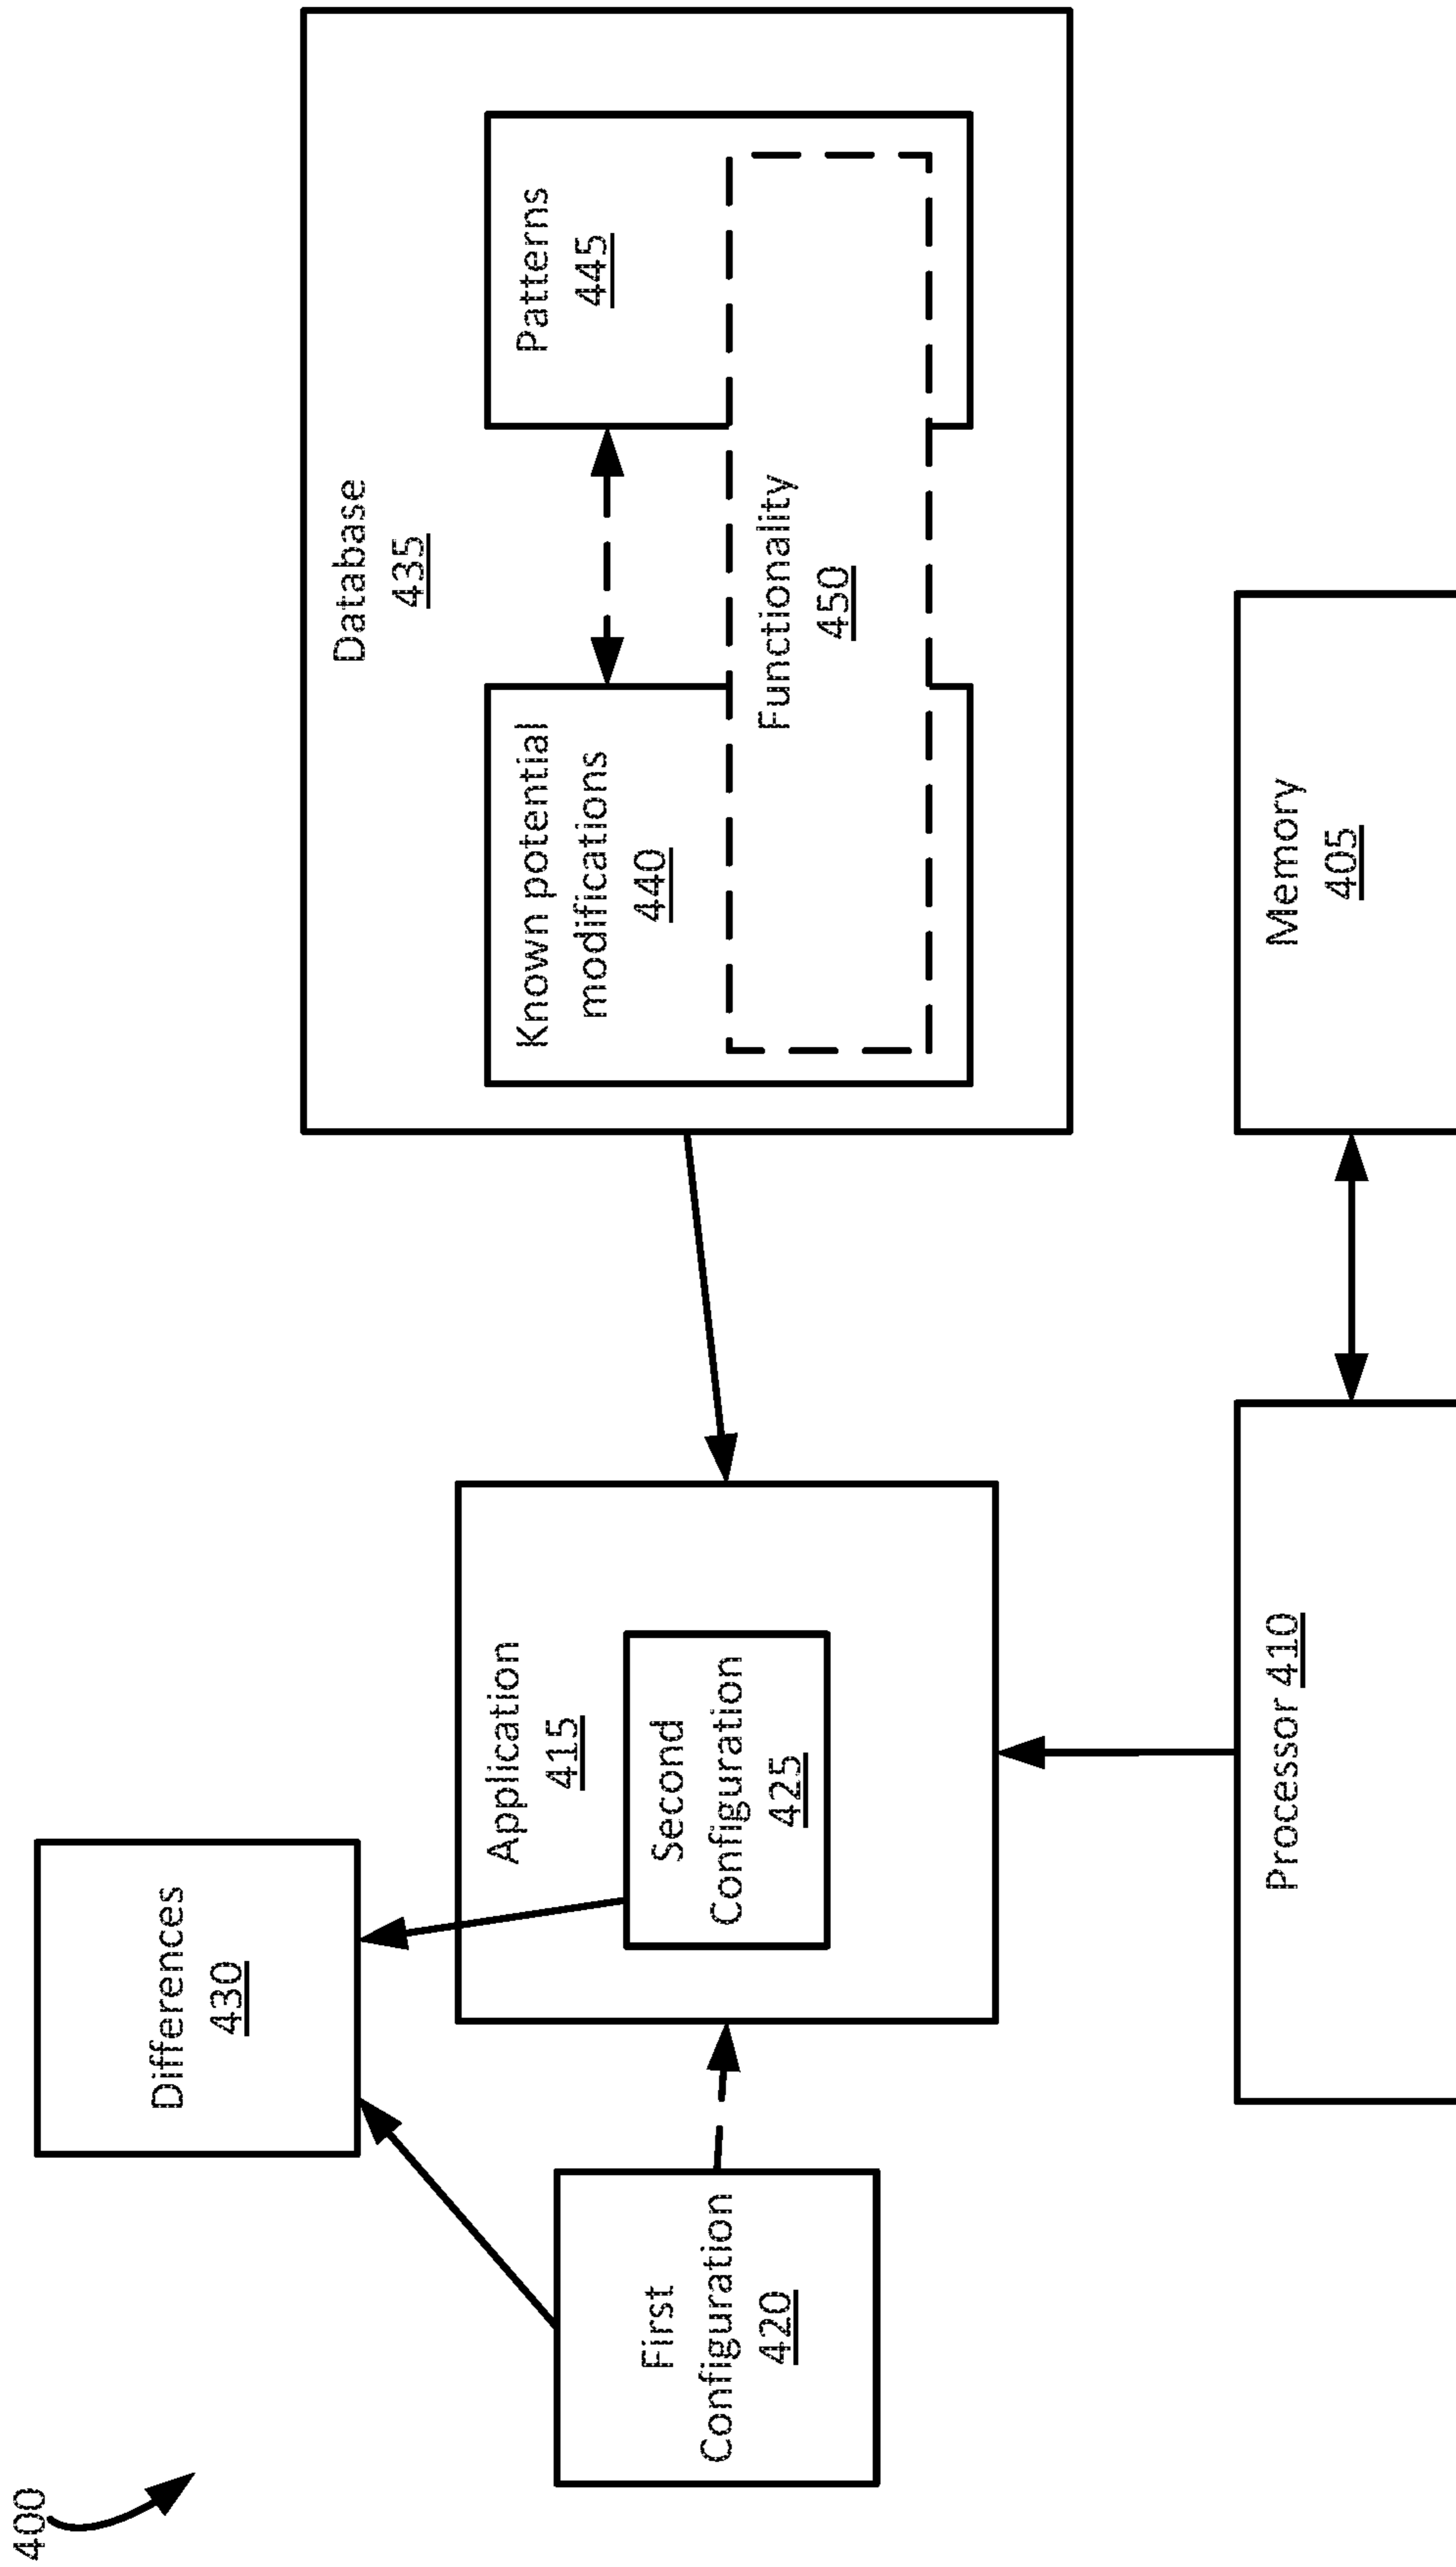 400
Differences
430
First
Configuration
420
Application
415
Second
Configuration
425
Database
435
Known potential
modifications
440
Patterns
445
Functionality
450
Processor 410
Memory
405